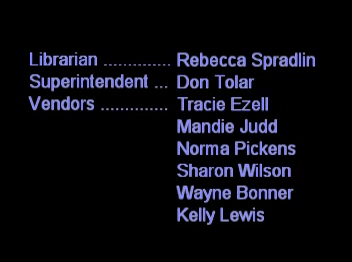 Librarian .............. Rebecca Spradlin
Superintendent ... Don Tolar
Vendors .............. Tracie Ezell
Mandie Judd
Norma Pickens
Sharon Wilson
Wayne Bonner
Kelly Lewis